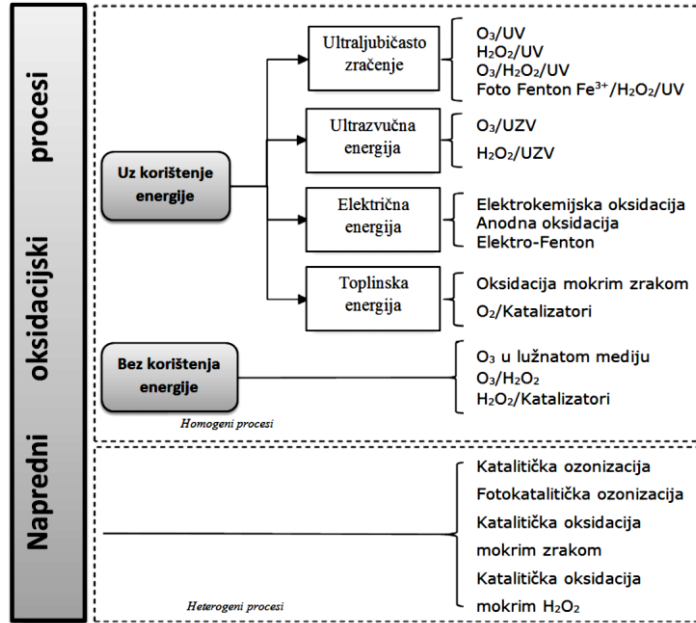 Napredni oksidacijski procesi
Uz korištenje
energije
Ultraljubičasto
zračenje
O₃/UV
H₂O₂/UV
O₃/H₂O₂/UV
Foto Fenton Fe³⁺/H₂O₂/UV
Ultrazvučna
energija
O₃/UZV
H₂O₂/UZV
Električna
energija
Elektrokemijska oksidacija
Anodna oksidacija
Elektro-Fenton
Toplinska
energija
Oksidacija mokrim zrakom
O₂/Katalizatori
Bez korištenja
energije
O₃ u lužnatom mediju
O₃/H₂O₂
H₂O₂/Katalizatori
Homogeni procesi
Katalitička ozonizacija
Fotokatalitička ozonizacija
Katalitička oksidacija
mokrim zrakom
Katalitička oksidacija
mokrim H₂O₂
Heterogeni procesi